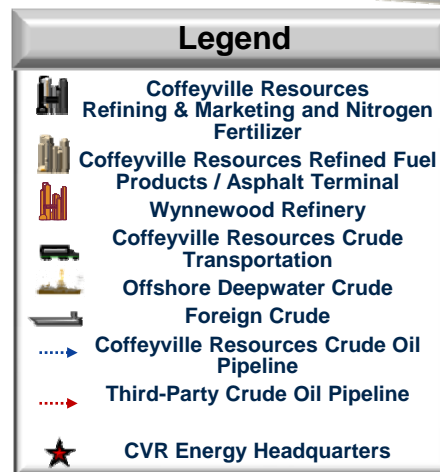 Legend
Coffeyville Resources
Refining & Marketing and Nitrogen
Fertilizer
Coffeyville Resources Refined Fuel
Products / Asphalt Terminal
Wynnewood Refinery
Coffeyville Resources Crude
Transportation
Offshore Deepwater Crude
Foreign Crude
Coffeyville Resources Crude Oil
Pipeline
Third-Party Crude Oil Pipeline
CVR Energy Headquarters